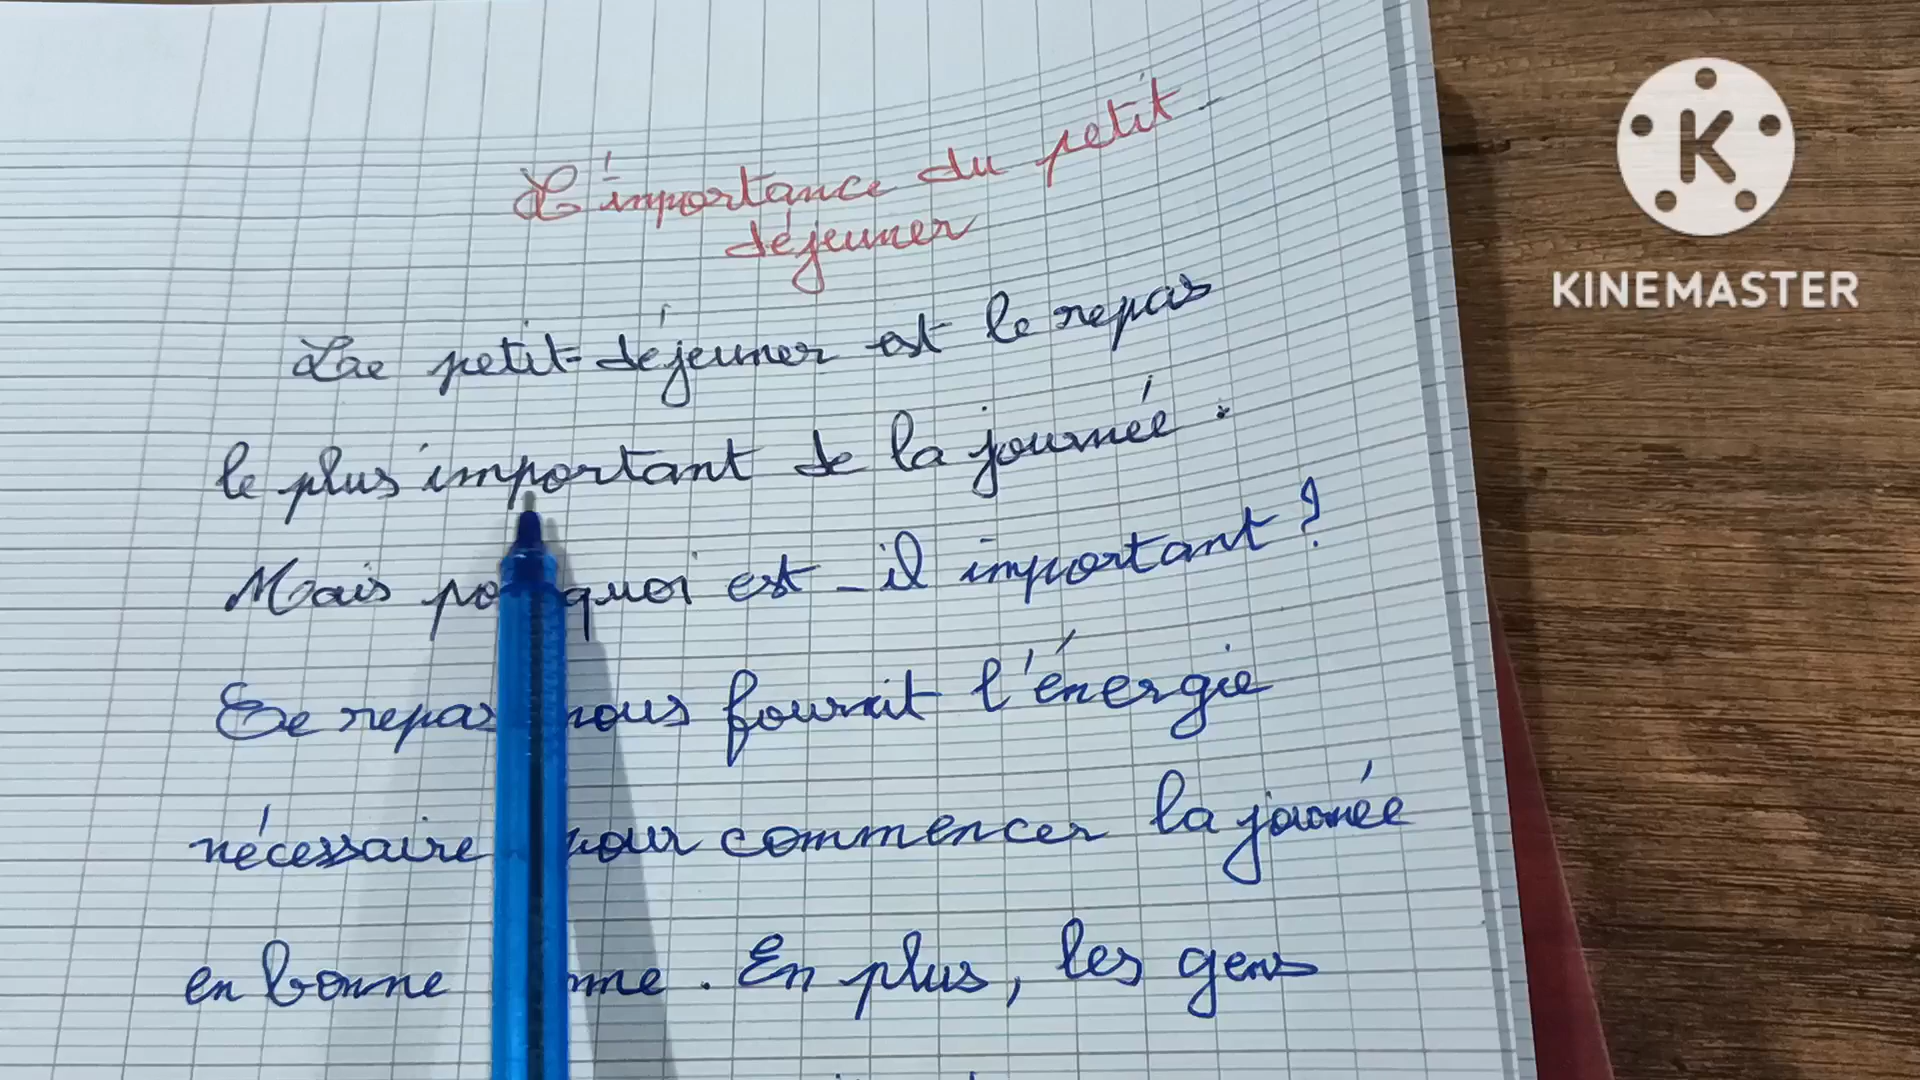 L'importance du petit-
déjeuner
Le petit-déjeuner est le repas
le plus important de la journée.
Mais pourquoi est-il important ?
Ce repas nous fournit l'énergie
nécessaire pour commencer la journée
en bonne forme. En plus, les gens
KINEMASTER